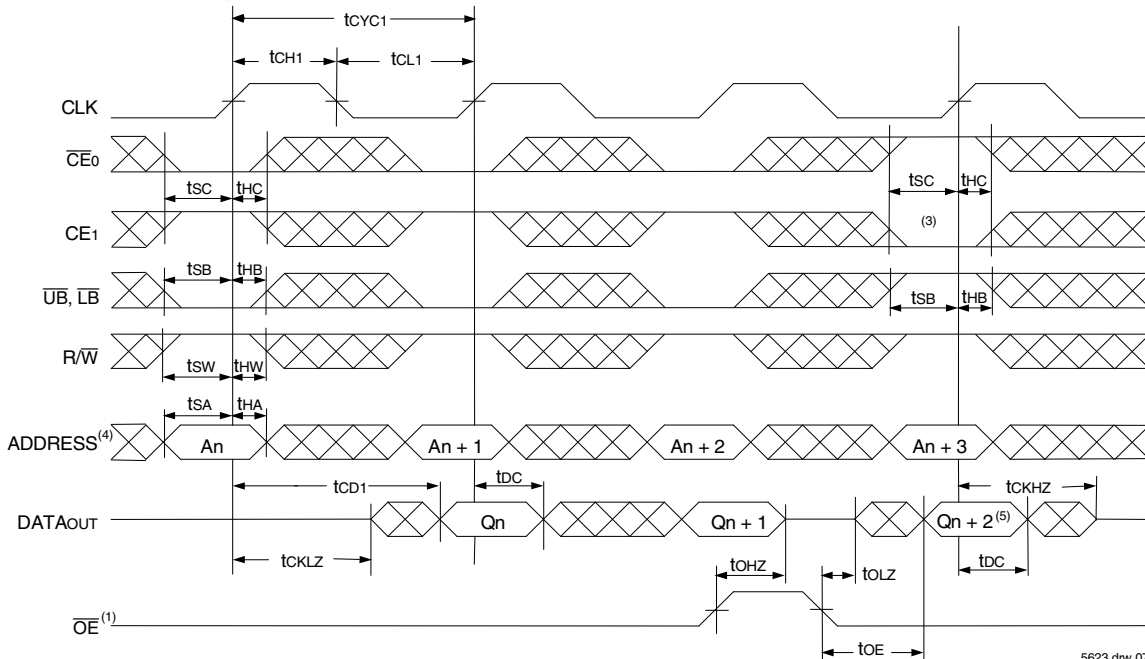 tCYC1
tCH1 tCL1
CLK
CE0
tSC tHC tSC tHC
CE1 (3)
tSB tHB
UB, LB
tSB tHB
R/W
tSW tHW
tSA tHA
ADDRESS(4) An An + 1 An + 2 An + 3
tCD1 tDC tCKHZ
DATAOUT Qn Qn + 1 Qn + 2(5)
tCKLZ tOHZ tOLZ tDC
OE(1)
tOE
5623 drw 07